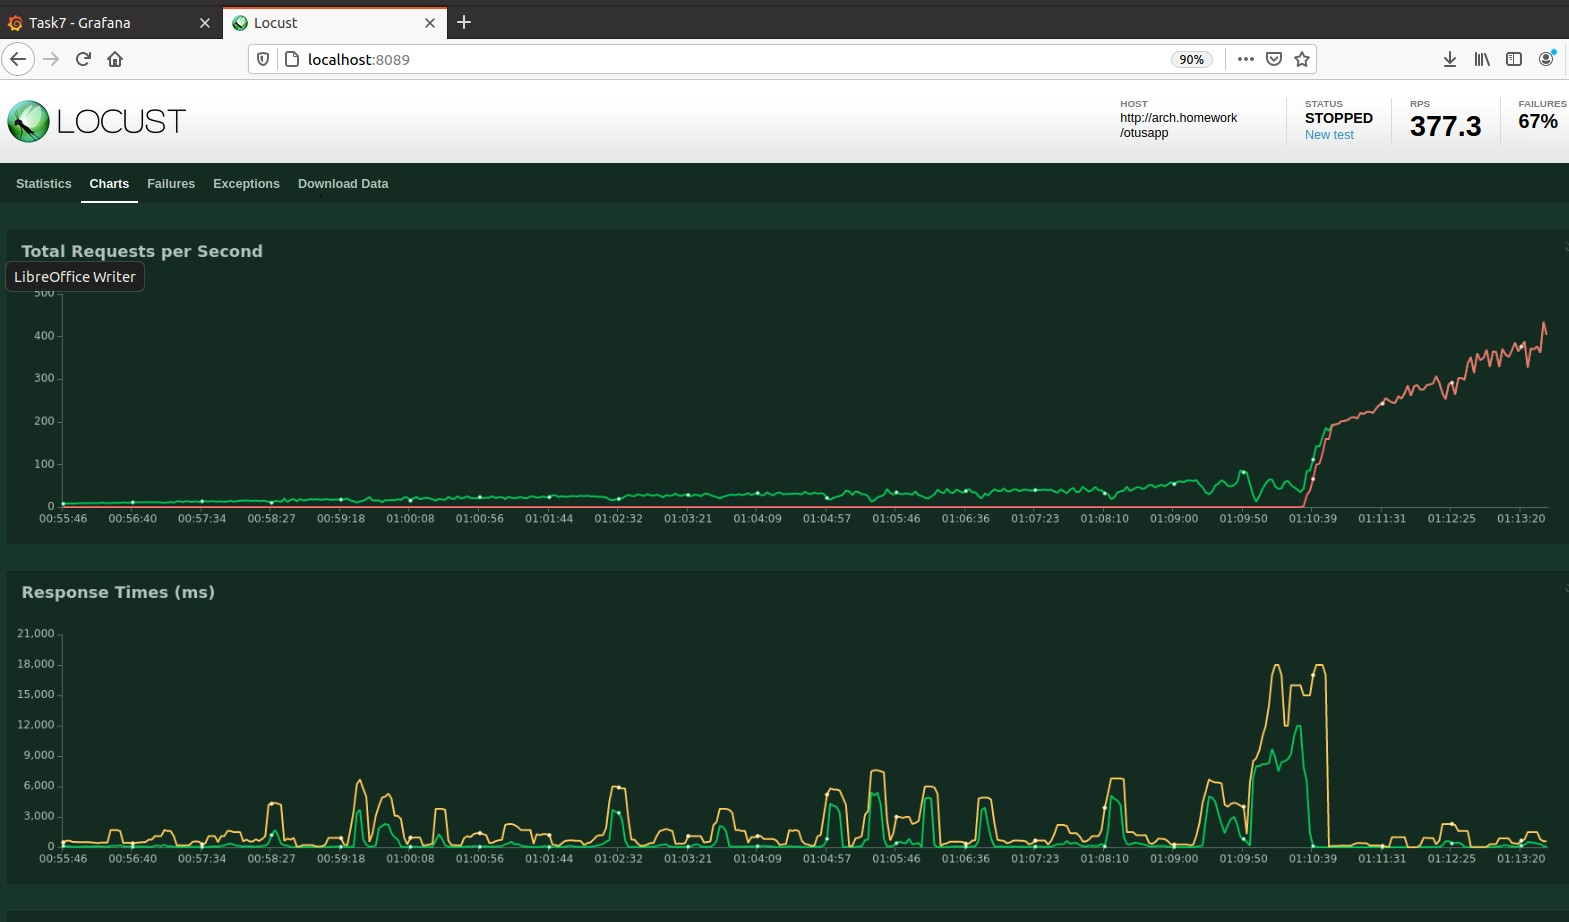 Task7 - Grafana
Locust
localhost:8089
90%
LOCUST
HOST
http://arch.homework
/otusapp
STATUS
STOPPED
New test
RPS
377.3
FAILURES
67%
Statistics Charts Failures Exceptions Download Data
Total Requests per Second
LibreOffice Writer
500
400
300
200
100
0
00:55:46 00:56:40 00:57:34 00:58:27 00:59:18 01:00:08 01:00:56 01:01:44 01:02:32 01:03:21 01:04:09 01:04:57 01:05:46 01:06:36 01:07:23 01:08:10 01:09:00 01:09:50 01:10:39 01:11:31 01:12:25 01:13:20
Response Times (ms)
21,000
18,000
15,000
12,000
9,000
6,000
3,000
0
00:55:46 00:56:40 00:57:34 00:58:27 00:59:18 01:00:08 01:00:56 01:01:44 01:02:32 01:03:21 01:04:09 01:04:57 01:05:46 01:06:36 01:07:23 01:08:10 01:09:00 01:09:50 01:10:39 01:11:31 01:12:25 01:13:20